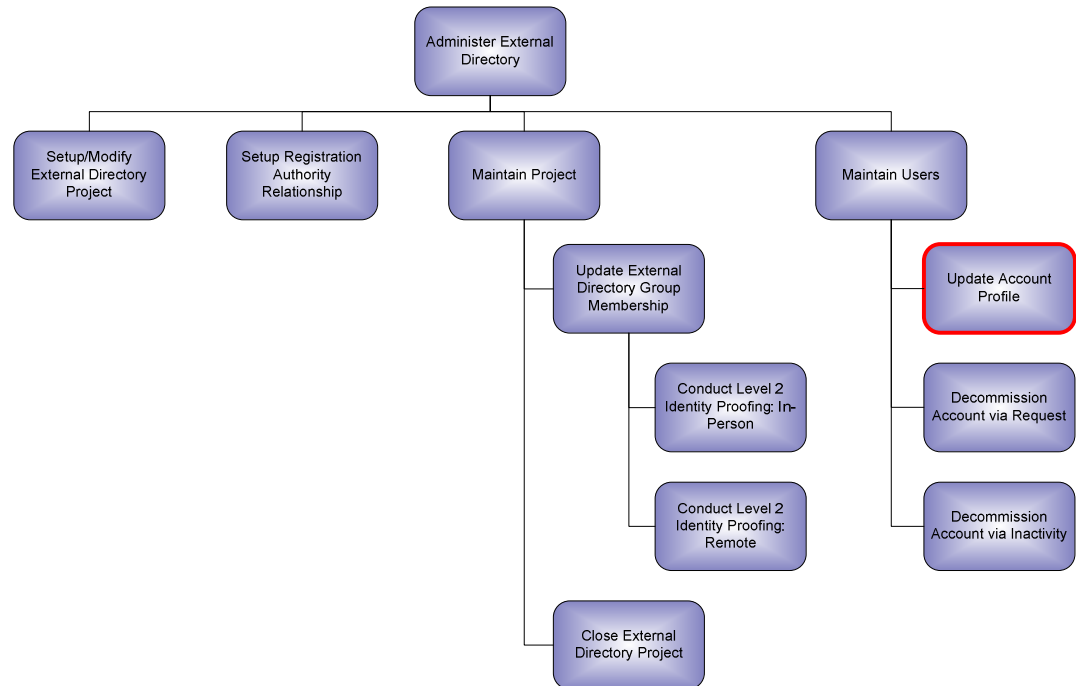 Administer External
Directory
Setup/Modify
External Directory
Project
Setup Registration
Authority
Relationship
Maintain Project
Maintain Users
Update External
Directory Group
Membership
Update Account
Profile
Conduct Level 2
Identity Proofing: In-
Person
Decommission
Account via Request
Conduct Level 2
Identity Proofing:
Remote
Decommission
Account via Inactivity
Close External
Directory Project